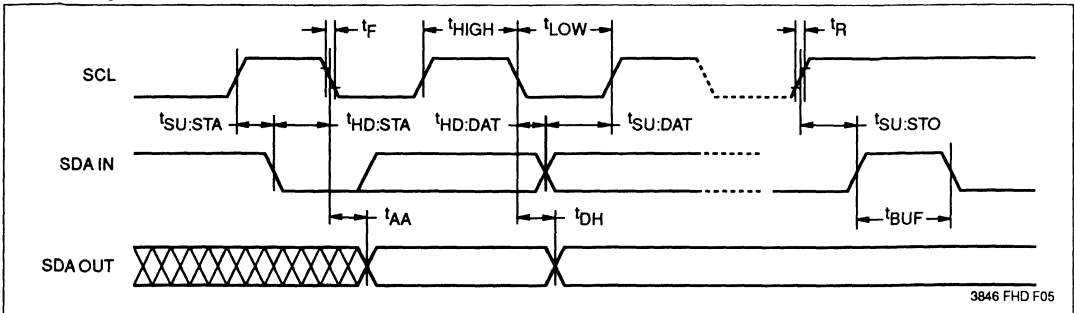 tF tHIGH tLOW tR
SCL
tSU:STA tHD:STA tHD:DAT tSU:DAT tSU:STO
SDA IN
tAA tDH tBUF
SDA OUT
3846 FHD F05